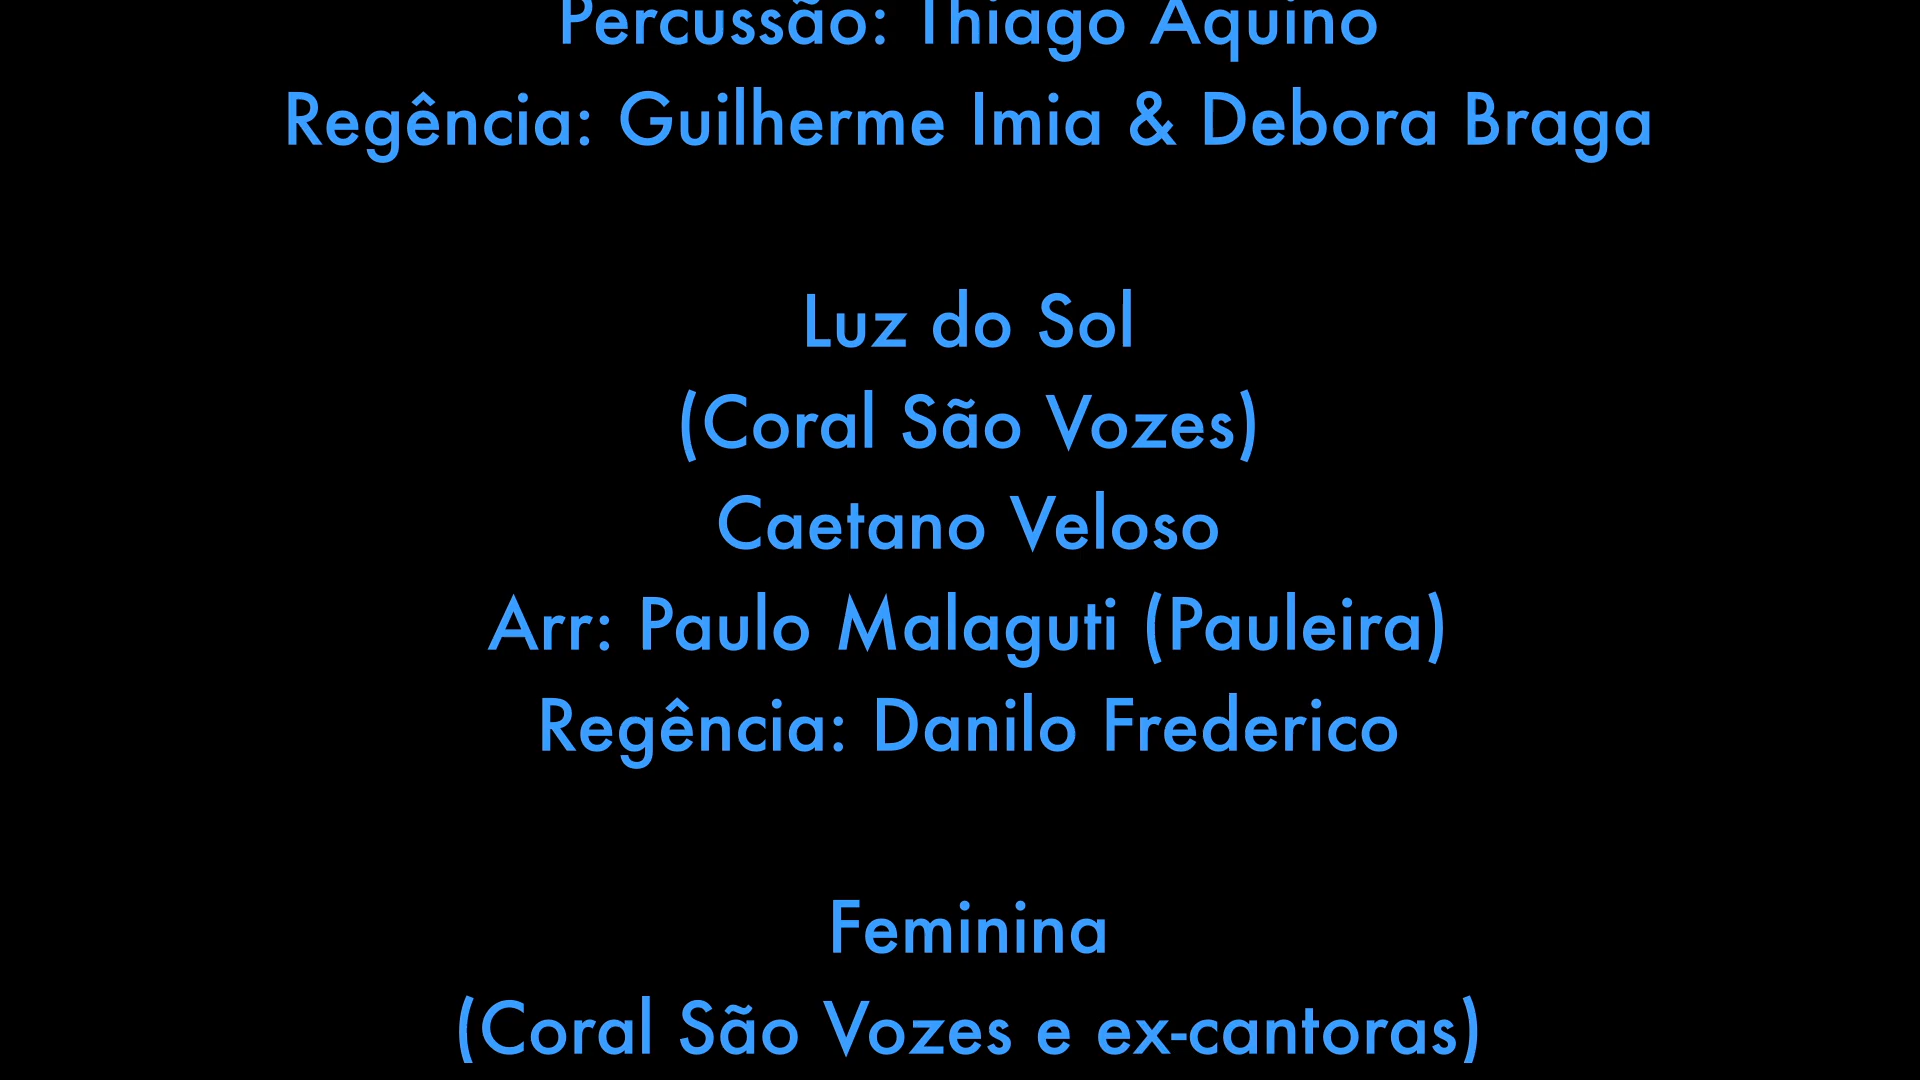 Percussão: Thiago Aquino
Regência: Guilherme Imia & Debora Braga
Luz do Sol
(Coral São Vozes)
Caetano Veloso
Arr: Paulo Malaguti (Pauleira)
Regência: Danilo Frederico
Feminina
(Coral São Vozes e ex-cantoras)